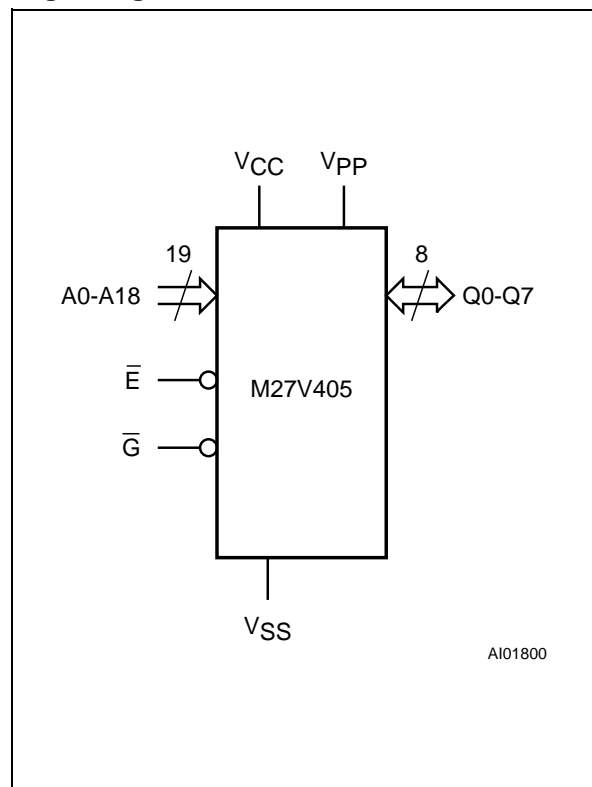 VCC VPP
19 8
A0-A18 Q0-Q7
E̅
M27V405
G̅
VSS
AI01800